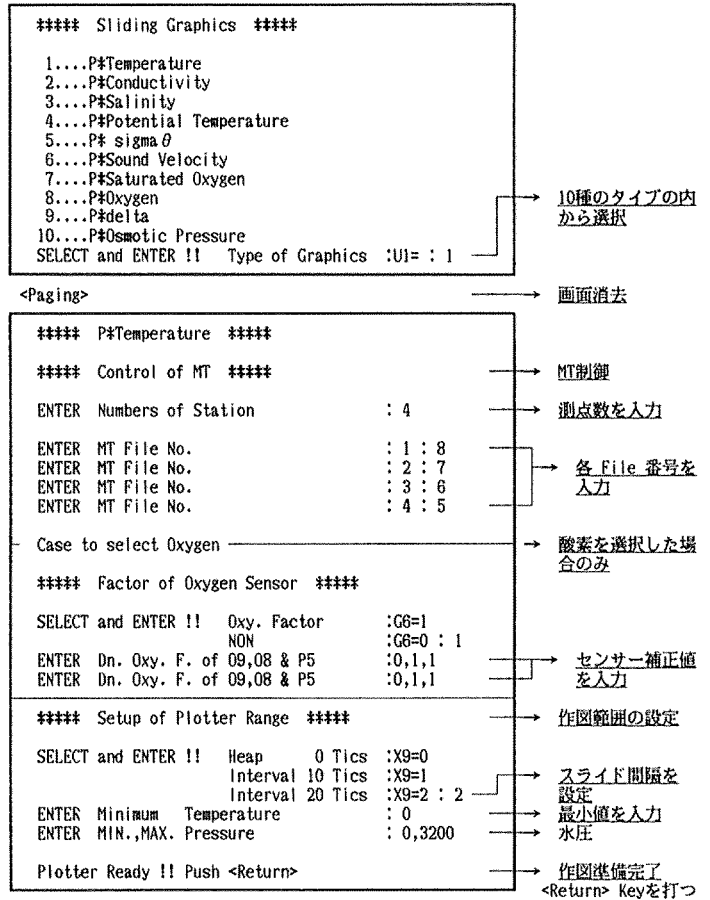 ‡‡‡‡‡ Sliding Graphics ‡‡‡‡‡
1....P‡Temperature
2....P‡Conductivity
3....P‡Salinity
4....P‡Potential Temperature
5....P‡ sigmaθ
6....P‡Sound Velocity
7....P‡Saturated Oxygen
8....P‡Oxygen
9....P‡delta
10....P‡Osmotic Pressure
SELECT and ENTER !! Type of Graphics :U1= : 1
10種のタイプの内
から選択
<Paging>
画面消去
‡‡‡‡‡ P‡Temperature ‡‡‡‡‡
‡‡‡‡‡ Control of MT ‡‡‡‡‡
MT制御
ENTER Numbers of Station : 4
測点数を入力
ENTER MT File No. : 1 : 8
ENTER MT File No. : 2 : 7
ENTER MT File No. : 3 : 6
ENTER MT File No. : 4 : 5
各 File 番号を
入力
Case to select Oxygen
酸素を選択した場
合のみ
‡‡‡‡‡ Factor of Oxygen Sensor ‡‡‡‡‡
SELECT and ENTER !! Oxy. Factor :G6=1
NON :G6=0 : 1
ENTER Dn. Oxy. F. of 09,08 & P5 :0,1,1
ENTER Dn. Oxy. F. of 09,08 & P5 :0,1,1
センサー補正値
を入力
‡‡‡‡‡ Setup of Plotter Range ‡‡‡‡‡
作図範囲の設定
SELECT and ENTER !! Heap 0 Tics :X9=0
Interval 10 Tics :X9=1
Interval 20 Tics :X9=2 : 2
スライド間隔を
設定
ENTER Minimum Temperature : 0
最小値を入力
ENTER MIN.,MAX. Pressure : 0,3200
水圧
Plotter Ready !! Push <Return>
作図準備完了
<Return> Keyを打つ